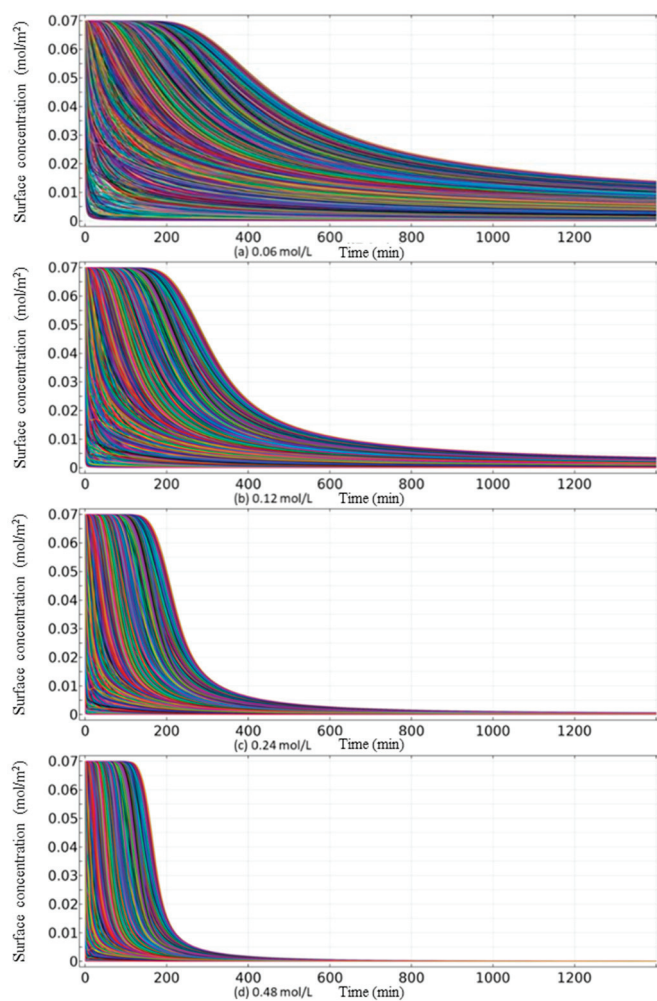 Surface concentration (mol/m²)
0.07
0.06
0.05
0.04
0.03
0.02
0.01
0
0 200 400 600 800 1000 1200
(a) 0.06 mol/L Time (min)
Surface concentration (mol/m²)
0.07
0.06
0.05
0.04
0.03
0.02
0.01
0
0 200 400 600 800 1000 1200
(b) 0.12 mol/L Time (min)
Surface concentration (mol/m²)
0.07
0.06
0.05
0.04
0.03
0.02
0.01
0
0 200 400 600 800 1000 1200
(c) 0.24 mol/L Time (min)
Surface concentration (mol/m²)
0.07
0.06
0.05
0.04
0.03
0.02
0.01
0
0 200 400 600 800 1000 1200
(d) 0.48 mol/L Time (min)